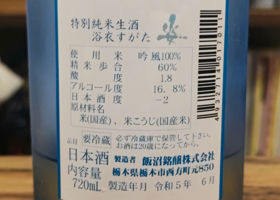 特別純米生酒
浴衣すがた
使用米 吟風100%
精米歩合 60%
酸度 1.8
アルコール度 16.8%
日本酒度 -2
原材料名
米(国産)、米こうじ(国産米)
要冷蔵 必ず冷蔵庫で保管して下さい。
お酒は20歳になってから。
日本酒 製造者 飯沼銘醸株式会社
内容量 栃木県栃木市西方町元850
720mL 製造年月 令和5年 6月